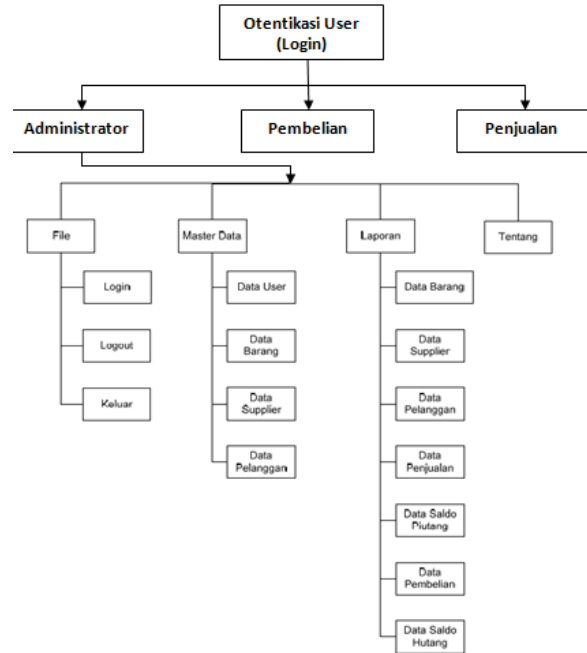 Otentikasi User
(Login)
Administrator
Pembelian
Penjualan
File
Master Data
Laporan
Tentang
Login
Data User
Data Barang
Logout
Data
Barang
Data
Supplier
Keluar
Data
Supplier
Data
Pelanggan
Data
Pelanggan
Data
Penjualan
Data Saldo
Piutang
Data
Pembelian
Data Saldo
Hutang